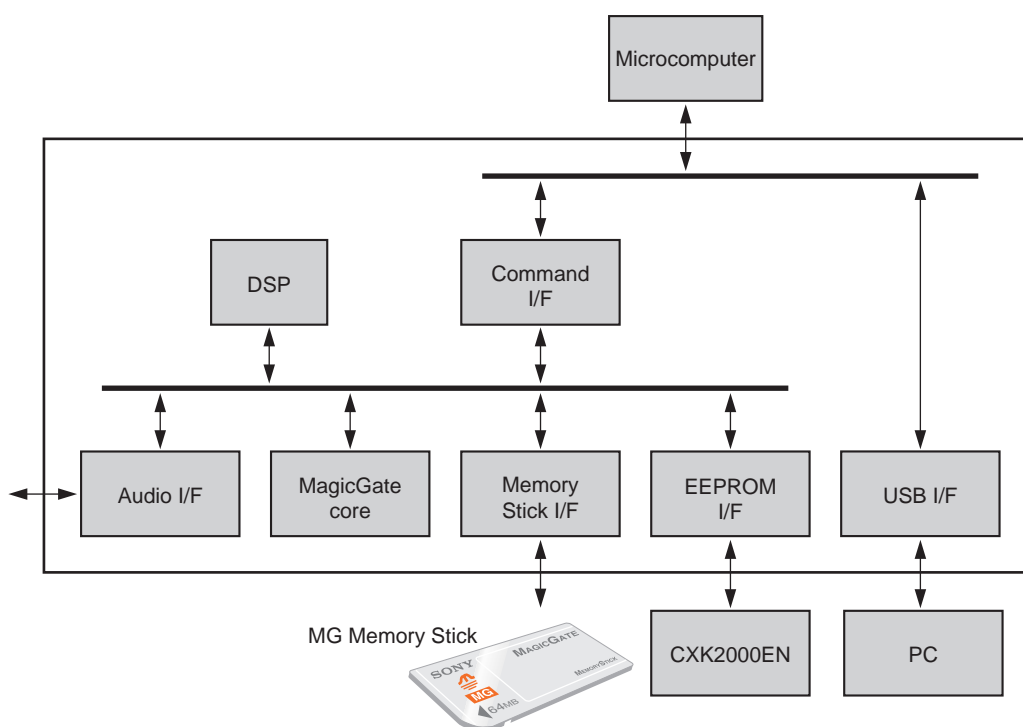 Microcomputer
DSP
Command
I/F
Audio I/F
MagicGate
core
Memory
Stick I/F
EEPROM
I/F
USB I/F
MG Memory Stick
SONY
MAGICGATE
MEMORYSTICK
MG
64MB
CXK2000EN
PC